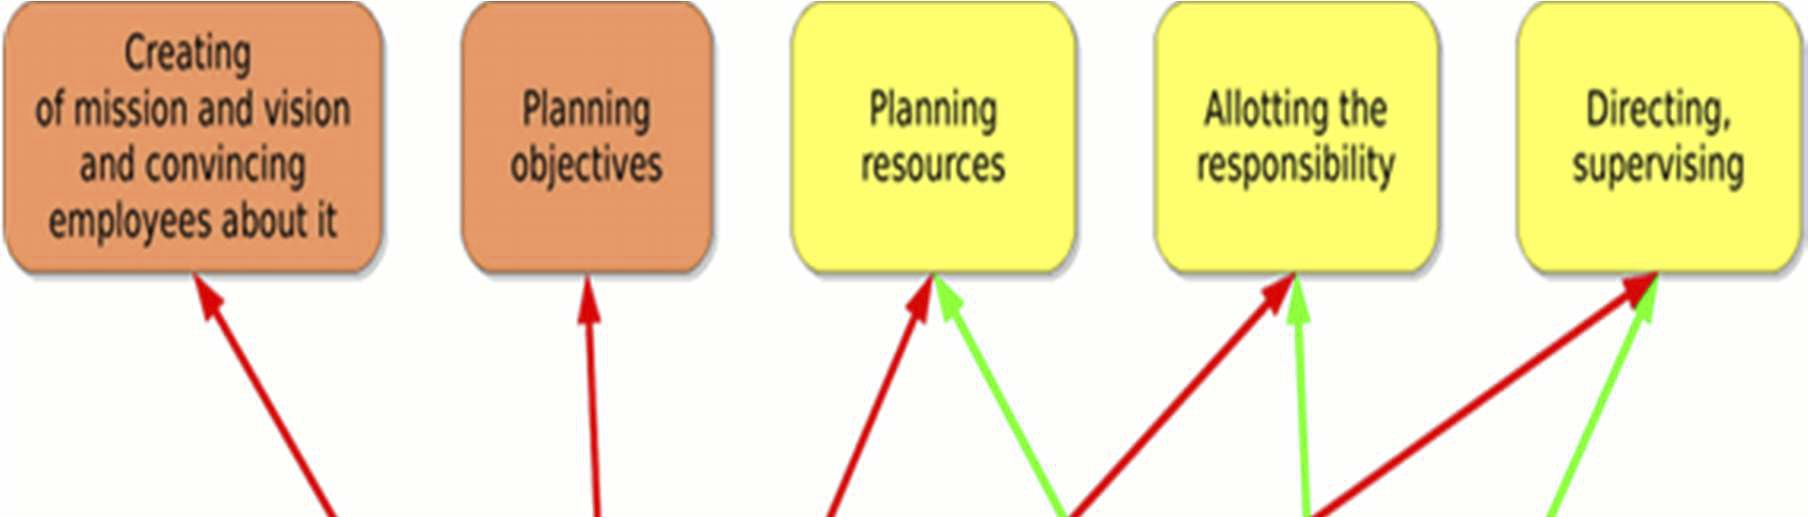 Creating
of mission and vision
and convincing
employees about it
Planning
objectives
Planning
resources
Allotting the
responsibility
Directing,
supervising